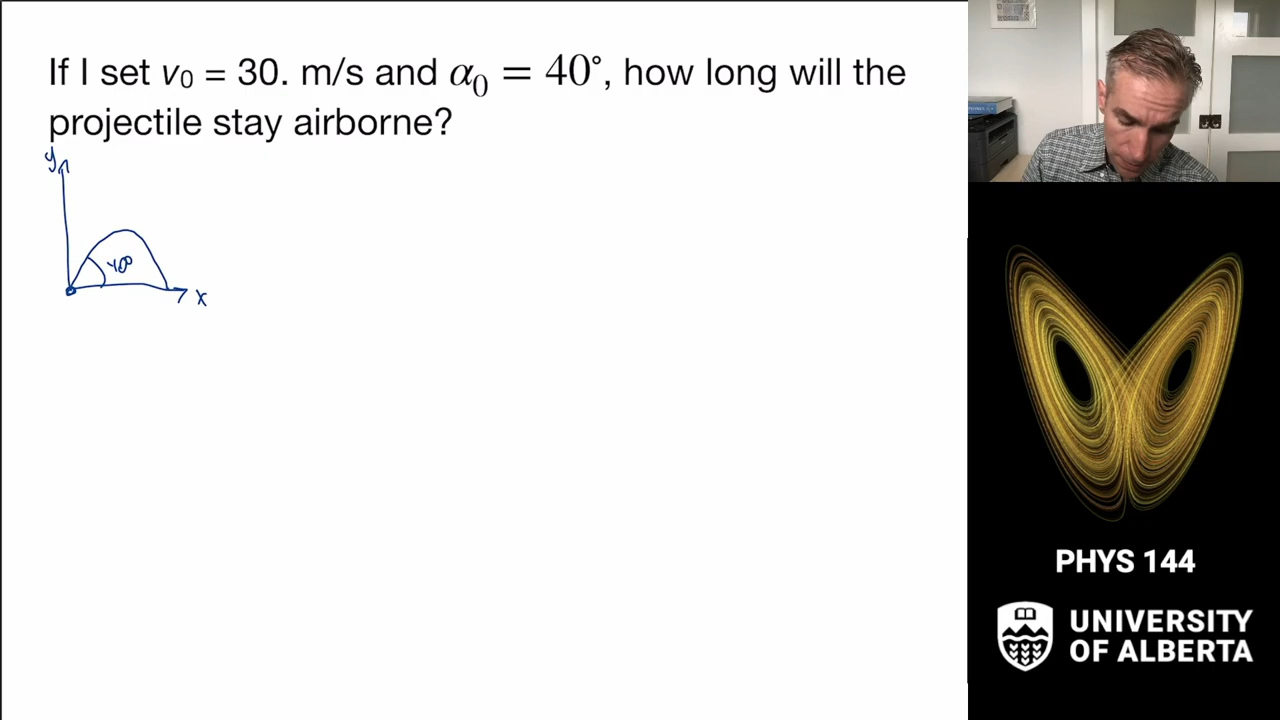 If I set v₀ = 30. m/s and α₀ = 40°, how long will the
projectile stay airborne?
y
40°
x
PHYS 144
UNIVERSITY
OF ALBERTA